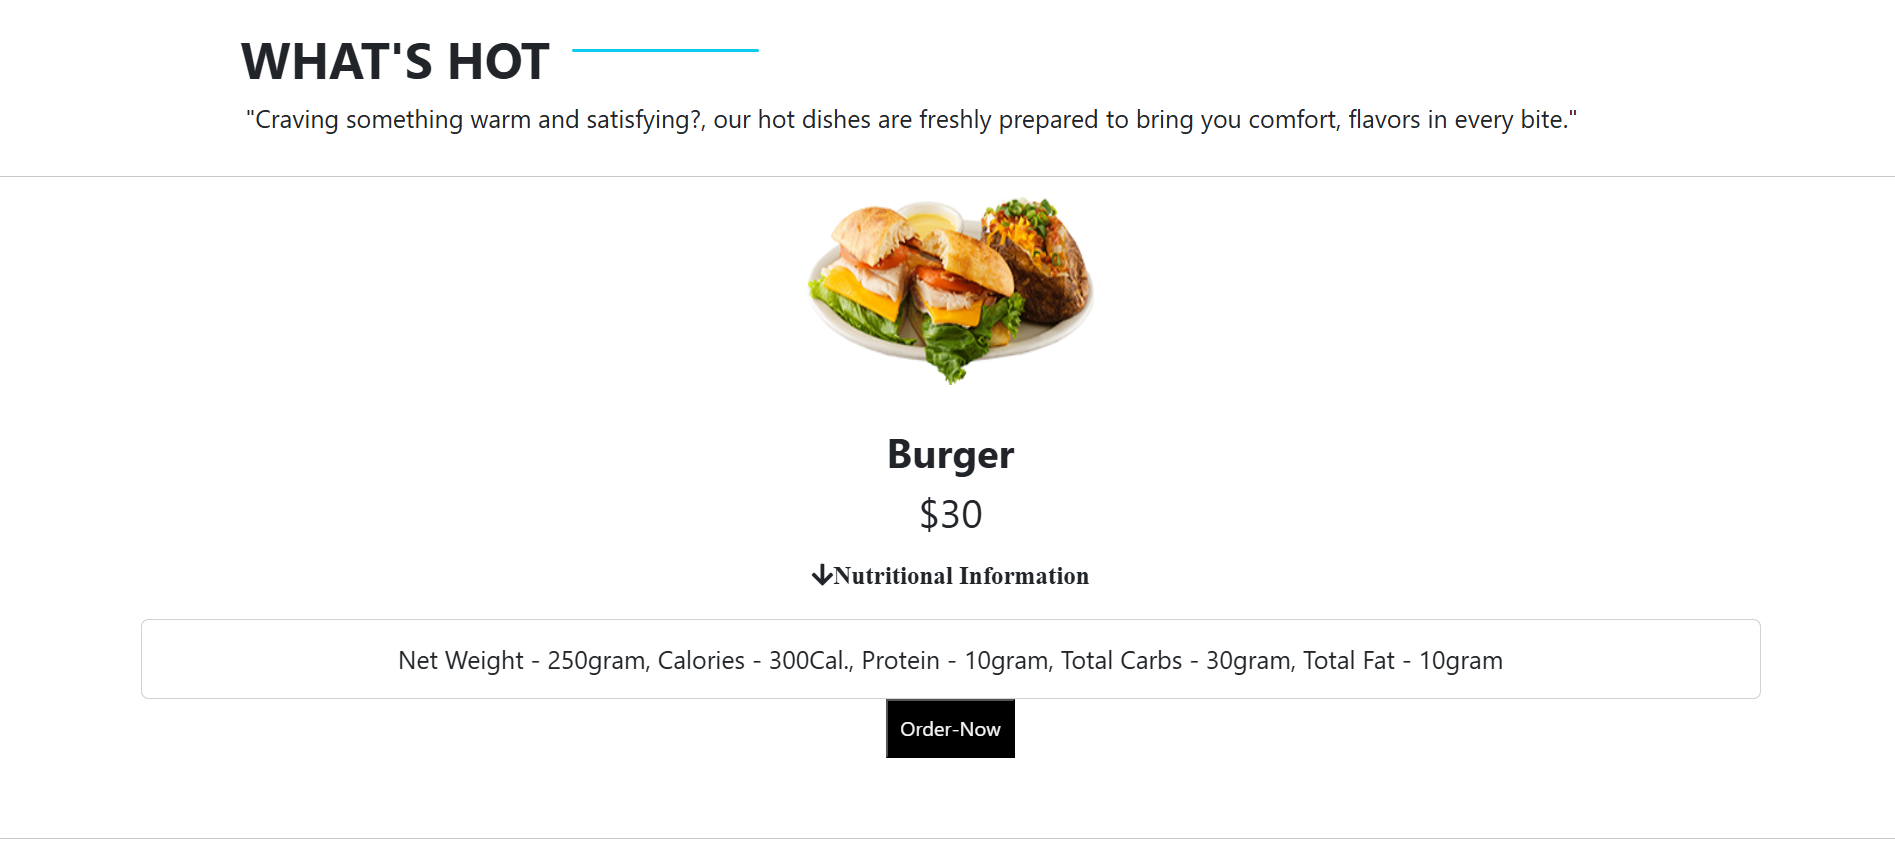 WHAT'S HOT
"Craving something warm and satisfying?, our hot dishes are freshly prepared to bring you comfort, flavors in every bite."
Burger
$30
Nutritional Information
Net Weight - 250gram, Calories - 300Cal., Protein - 10gram, Total Carbs - 30gram, Total Fat - 10gram
Order-Now